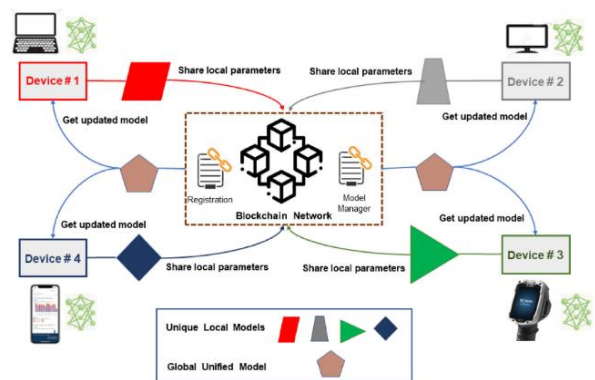 Device # 1
Share local parameters
Share local parameters
Device # 2
Get updated model
Get updated model
Registration
Model
Manager
Blockchain Network
Get updated model
Get updated model
Device # 4
Share local parameters
Share local parameters
Device # 3
Unique Local Models
Global Unified Model